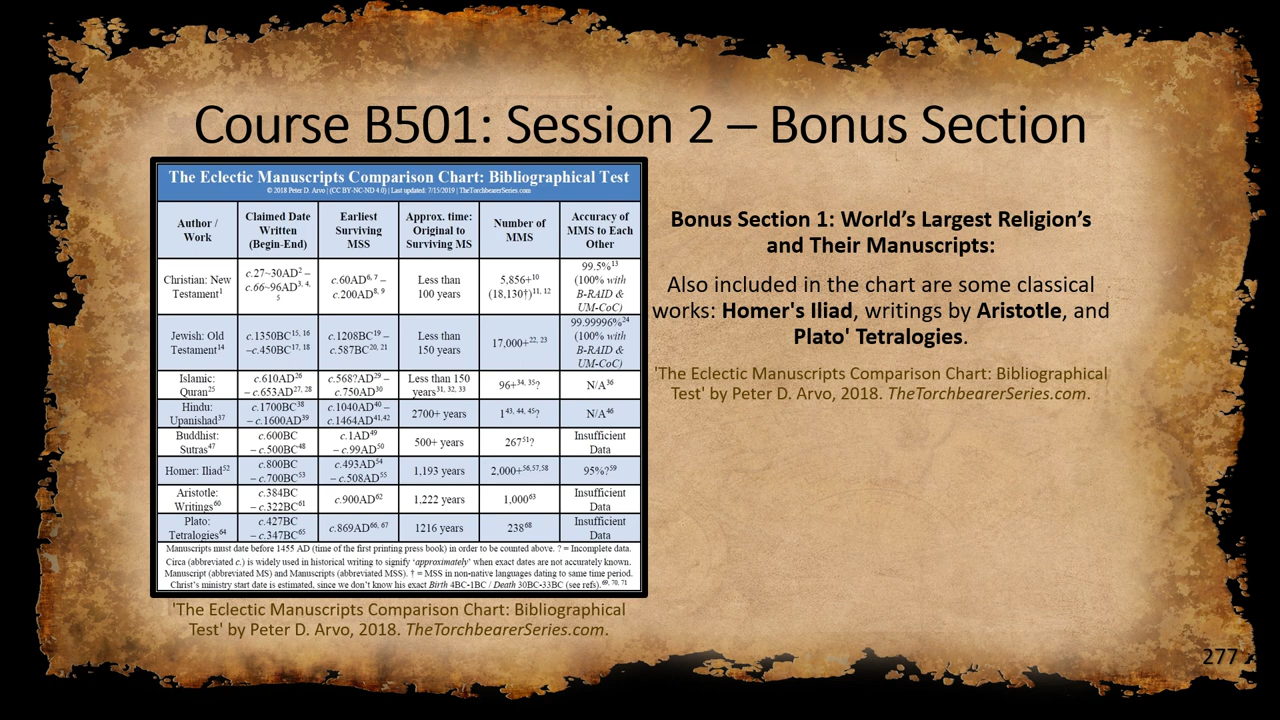 Course B501: Session 2 – Bonus Section
The Eclectic Manuscripts Comparison Chart: Bibliographical Test
© 2018 Peter D. Arvo | (CC BY-NC-ND 4.0) | Last updated: 7/15/2019 | TheTorchbearerSeries.com
Author / Work | Claimed Date Written (Begin-End) | Earliest Surviving MSS | Approx. time: Original to Surviving MS | Number of MMS | Accuracy of MMS to Each Other
Christian: New Testament1 | c.27~30AD2 – c.66~96AD3, 4, 5 | c.60AD6, 7 – c.200AD8, 9 | Less than 100 years | 5,856+10 (18,130†)11, 12 | 99.5%13 (100% with B-RAID & UM-CoC)
Jewish: Old Testament14 | c.1350BC15, 16 –c.450BC17, 18 | c.1208BC19 – c.587BC20, 21 | Less than 150 years | 17,000+22, 23 | 99.99996%24 (100% with B-RAID & UM-CoC)
Islamic: Quran25 | c.610AD26 – c.653AD27, 28 | c.568?AD29 – c.750AD30 | Less than 150 years31, 32, 33 | 96+34, 35? | N/A36
Hindu: Upanishad37 | c.1700BC38 – c.1600AD39 | c.1040AD40 – c.1464AD41,42 | 2700+ years | 143, 44, 45? | N/A46
Buddhist: Sutras47 | c.600BC – c.500BC48 | c.1AD49 – c.99AD50 | 500+ years | 26751? | Insufficient Data
Homer: Iliad52 | c.800BC – c.700BC53 | c.493AD54 – c.508AD55 | 1,193 years | 2,000+56,57,58 | 95%?59
Aristotle: Writings60 | c.384BC – c.322BC61 | c.900AD62 | 1,222 years | 1,00063 | Insufficient Data
Plato: Tetralogies64 | c.427BC – c.347BC65 | c.869AD66, 67 | 1216 years | 23868 | Insufficient Data
Manuscripts must date before 1455 AD (time of the first printing press book) in order to be counted above. ? = Incomplete data.
Circa (abbreviated c.) is widely used in historical writing to signify 'approximately' when exact dates are not accurately known.
Manuscript (abbreviated MS) and Manuscripts (abbreviated MSS). † = MSS in non-native languages dating to same time period.
Christ's ministry start date is estimated, since we don't know his exact Birth 4BC-1BC / Death 30BC-33BC (see refs).69, 70, 71
'The Eclectic Manuscripts Comparison Chart: Bibliographical
Test' by Peter D. Arvo, 2018. TheTorchbearerSeries.com.
Bonus Section 1: World's Largest Religion's
and Their Manuscripts:
Also included in the chart are some classical
works: Homer's Iliad, writings by Aristotle, and
Plato' Tetralogies.
'The Eclectic Manuscripts Comparison Chart: Bibliographical
Test' by Peter D. Arvo, 2018. TheTorchbearerSeries.com.
277